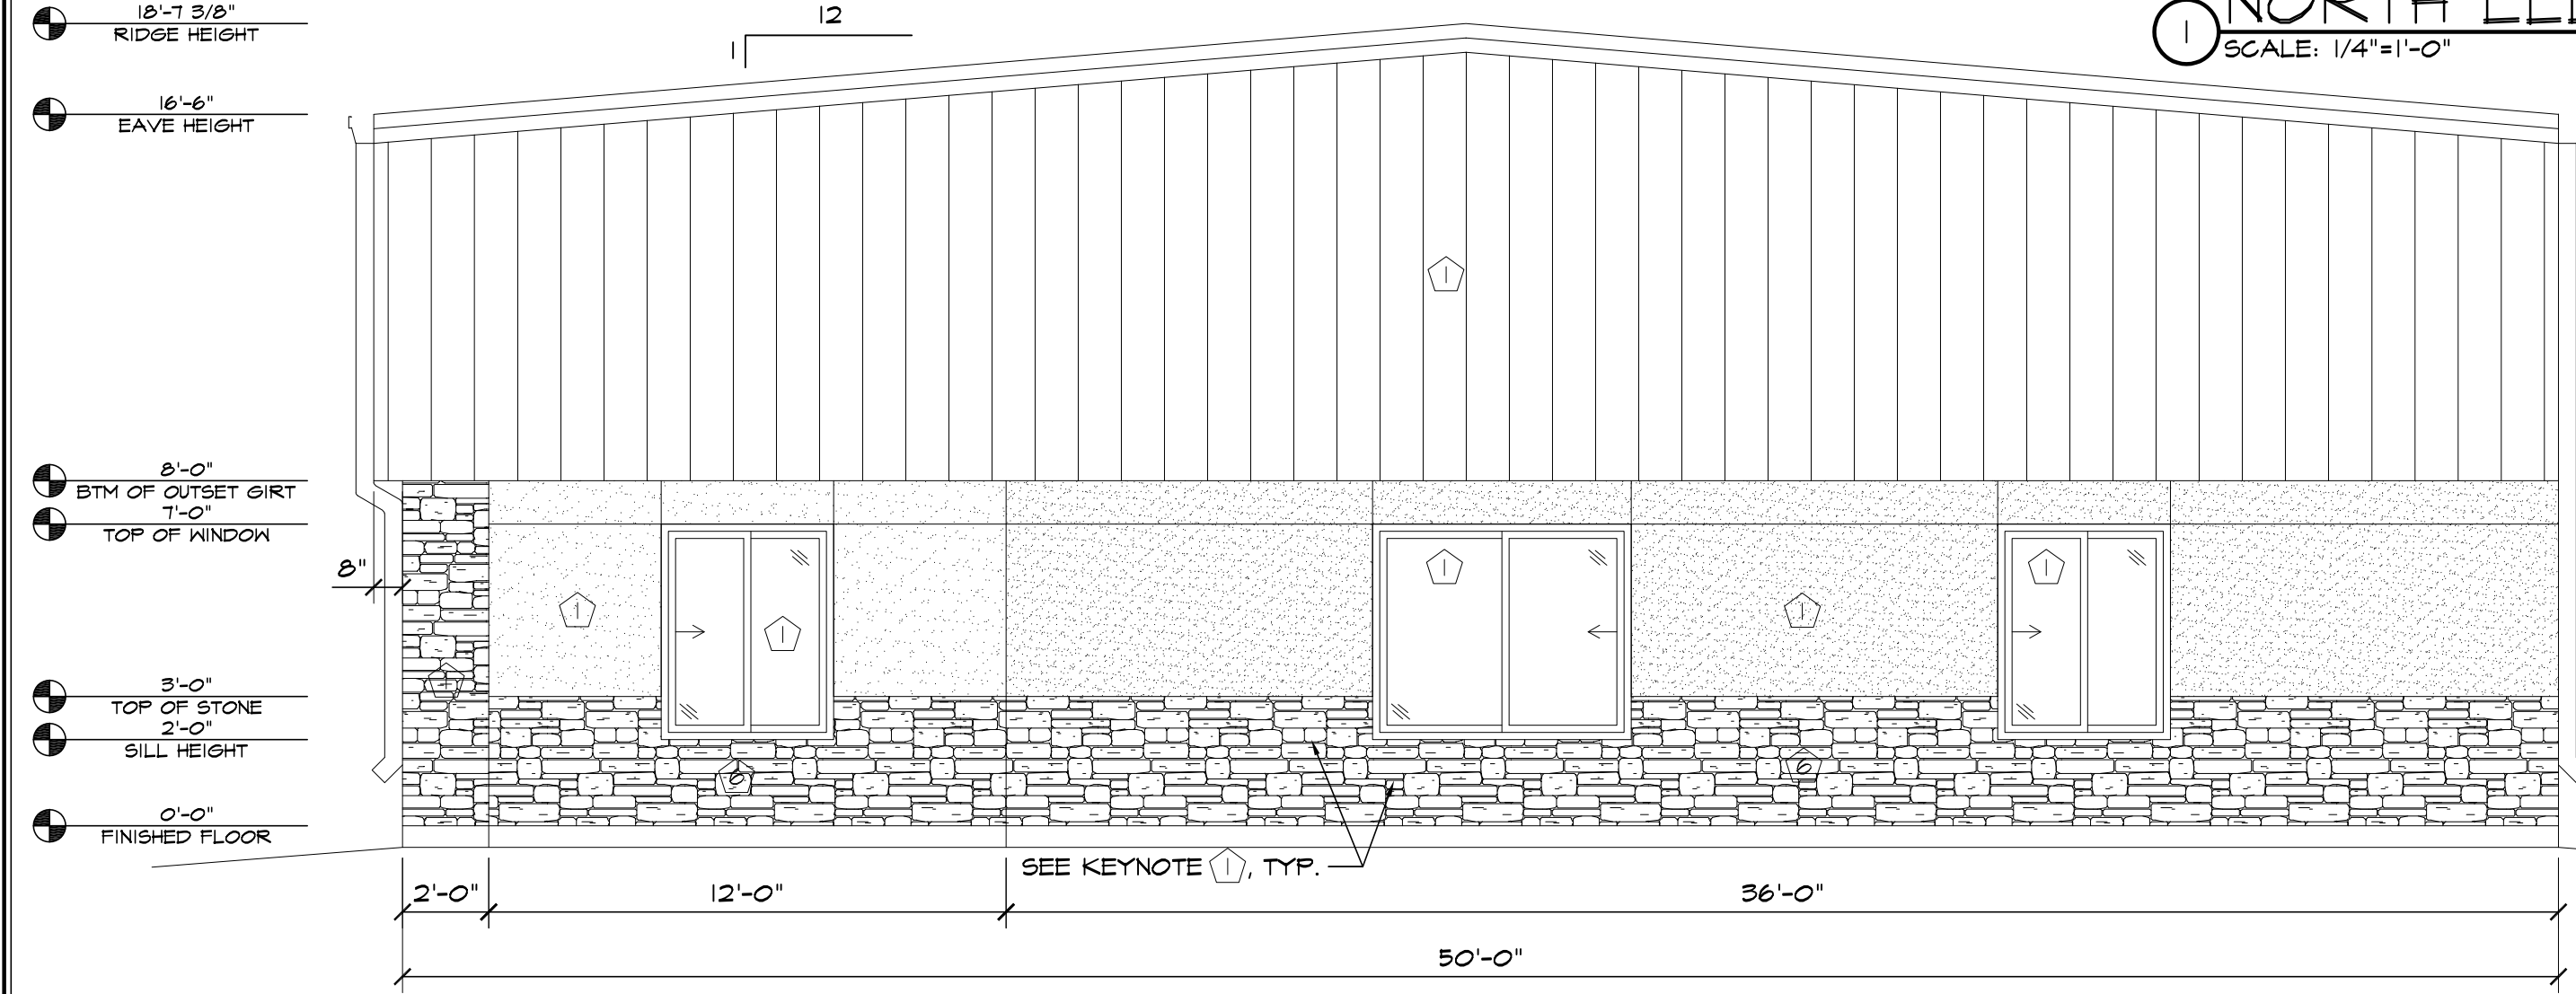 18'-7 3/8"
RIDGE HEIGHT
12
1
1
NORTH
SCALE: 1/4"=1'-0"
16'-6"
EAVE HEIGHT
1
8'-0"
BTM OF OUTSET GIRT
7'-0"
TOP OF WINDOW
8"
1
1
1
1
1
3'-0"
TOP OF STONE
1
2'-0"
SILL HEIGHT
6
6
0'-0"
FINISHED FLOOR
SEE KEYNOTE 1, TYP.
2'-0"
12'-0"
36'-0"
50'-0"